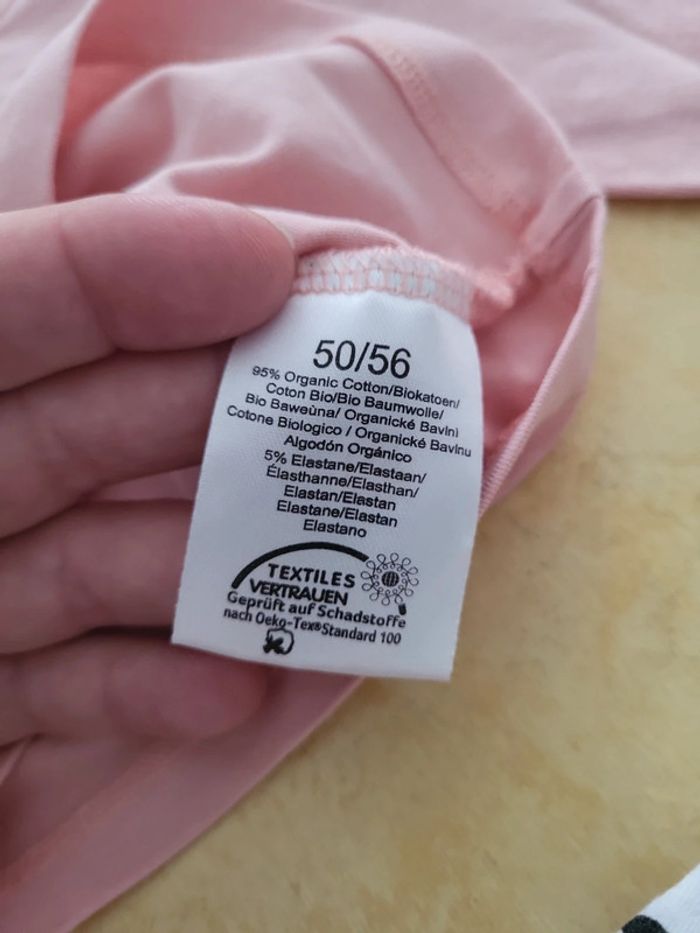 50/56
95% Organic Cotton/Biokatoen/
Coton Bio/Bio Baumwolle/
Bio Baweùna/ Organické Bavlnì
Cotone Biologico / Organické Bavlnu
Algodón Orgánico
5% Elastane/Elastaan/
Élasthanne/Elasthan/
Elastan/Elastan
Elastane/Elastan
Elastano
TEXTILES
VERTRAUEN
Geprüft auf Schadstoffe
nach Oeko-Tex®Standard 100